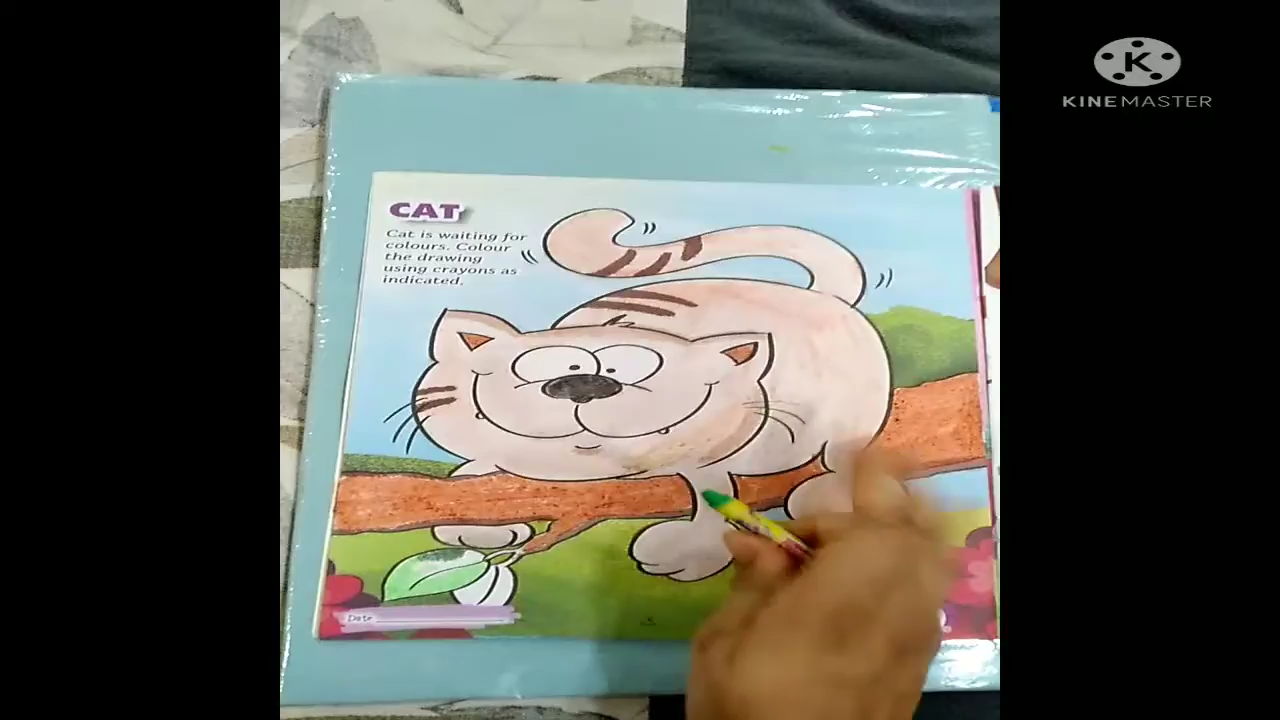 KINEMASTER
CAT
Cat is waiting for
colours. Colour
the drawing
using crayons as
indicated.
Date